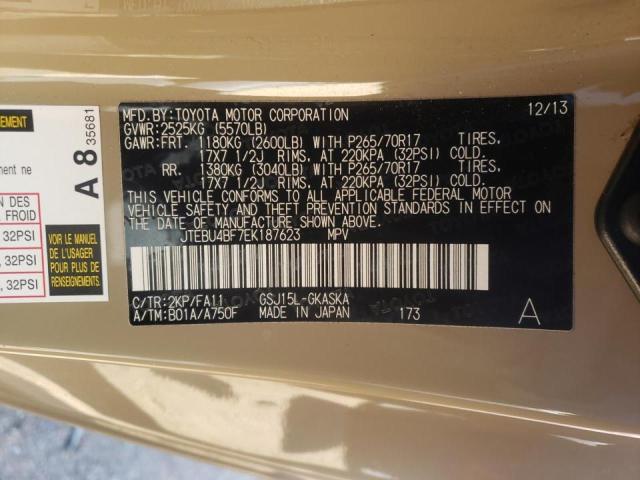 MFD.BY:TOYOTA MOTOR CORPORATION 12/13
GVWR:2525KG (5570LB)
GAWR:FRT. 1180KG (2600LB) WITH P265/70R17 TIRES,
17X7 1/2J RIMS, AT 220KPA (32PSI) COLD.
RR. 1380KG (3040LB) WITH P265/70R17 TIRES,
17X7 1/2J RIMS, AT 220KPA (32PSI) COLD.
THIS VEHICLE CONFORMS TO ALL APPLICABLE FEDERAL MOTOR
VEHICLE SAFETY AND THEFT PREVENTION STANDARDS IN EFFECT ON
THE DATE OF MANUFACTURE SHOWN ABOVE.
JTEBU4BF7EK187623 MPV
C/TR:2KP/FA11 GSJ15L-GKASKA
A/TM:B01A/A750F MADE IN JAPAN 173
A
EMENT
ement ne
ON DES
FROID
, 32PSI
, 32PSI
, 32PSI
A 8 35681
VOIR LE MANUEL
DE L'USAGER
POUR PLUS DE
RENSEIGNEMENTS